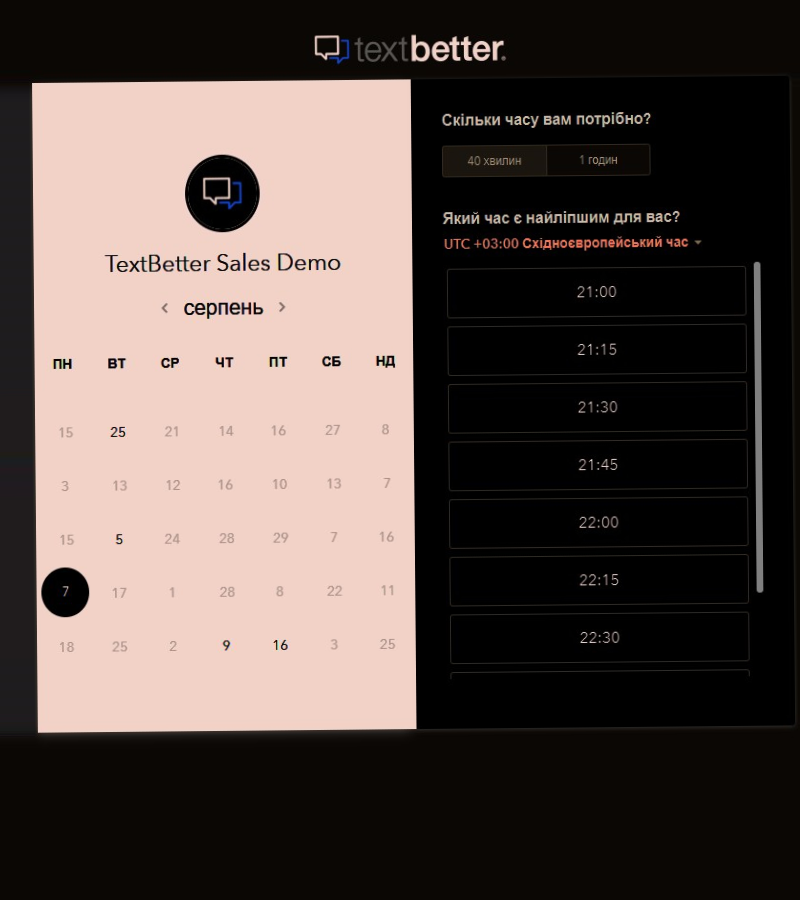 textbetter.
TextBetter Sales Demo
серпень
ПН ВТ СР ЧТ ПТ СБ НД
15 25 21 14 16 27 8
3 13 12 16 10 13 7
15 5 24 28 29 7 16
7 17 1 28 8 22 11
18 25 2 9 16 3 25
Скільки часу вам потрібно?
40 хвилин 1 годин
Який час є найліпшим для вас?
UTC +03:00 Східноєвропейський час
21:00
21:15
21:30
21:45
22:00
22:15
22:30